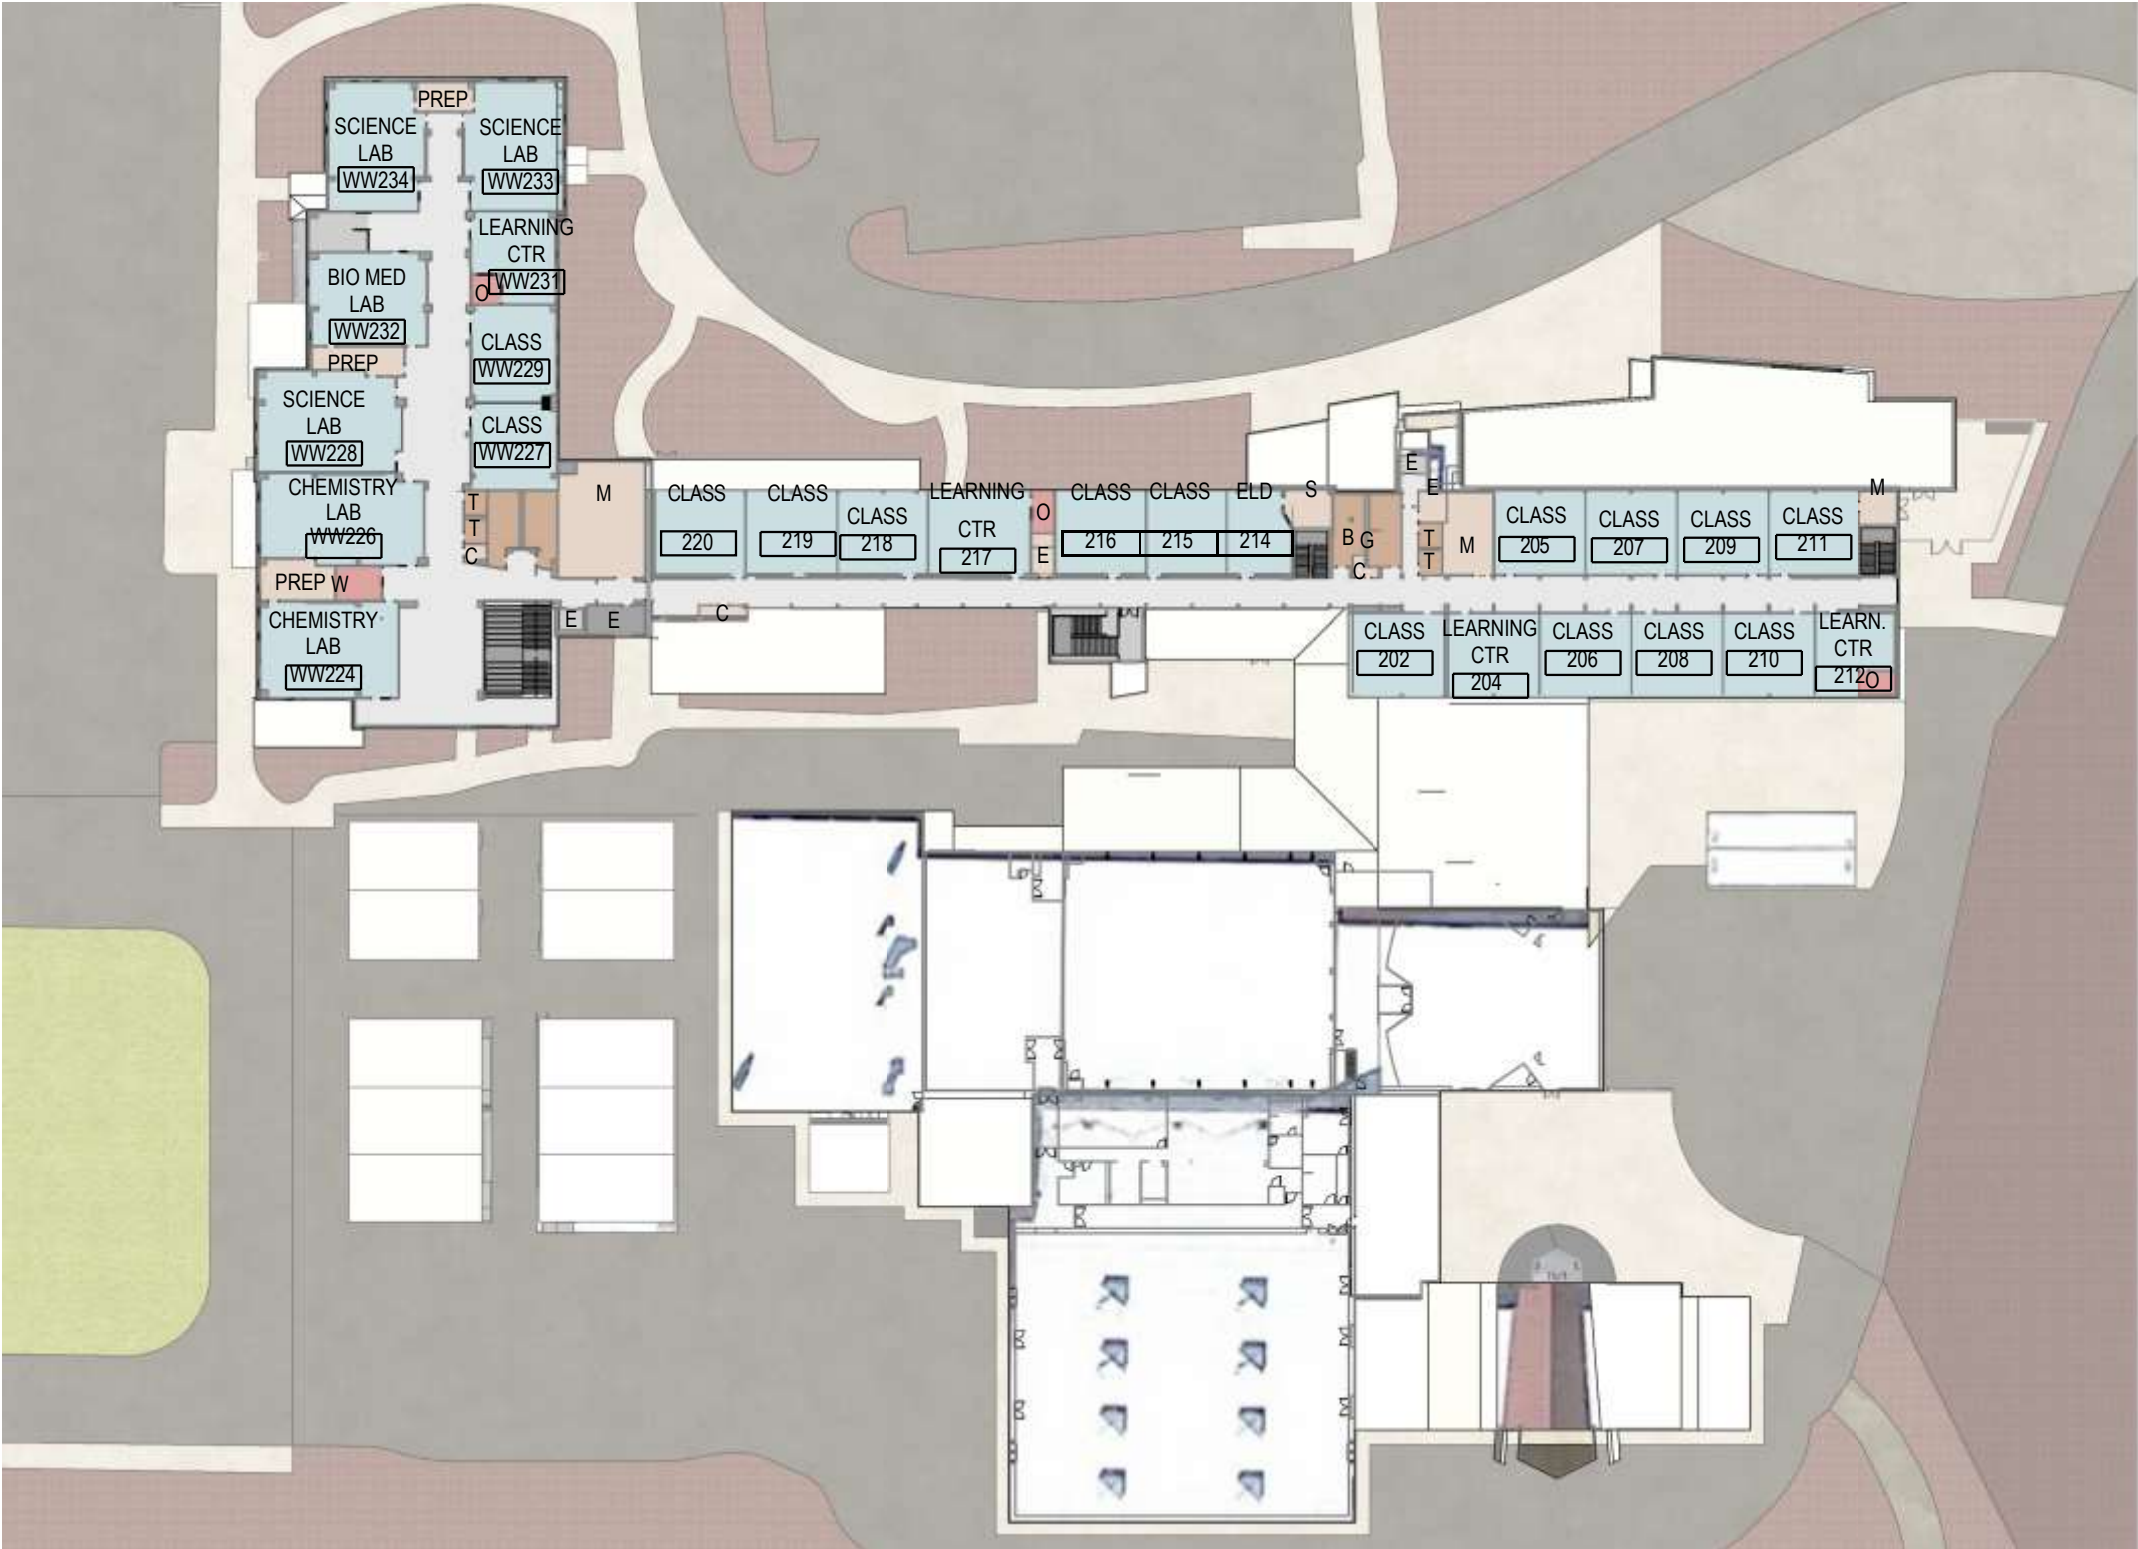 PREP
SCIENCE
LAB
WW234
SCIENCE
LAB
WW233
LEARNING
CTR
WW231
O
BIO MED
LAB
WW232
PREP
CLASS
WW229
SCIENCE
LAB
WW228
CLASS
WW227
CHEMISTRY
LAB
WW226
T
T
C
M
PREP W
CHEMISTRY
LAB
WW224
E
E
CLASS
220
CLASS
219
CLASS
218
LEARNING
CTR
217
O
E
CLASS
216
CLASS
215
ELD
214
S
C
B G
C
E
E
T
T
M
CLASS
205
CLASS
207
CLASS
209
CLASS
211
M
CLASS
202
LEARNING
CTR
204
CLASS
206
CLASS
208
CLASS
210
LEARN.
CTR
212
O